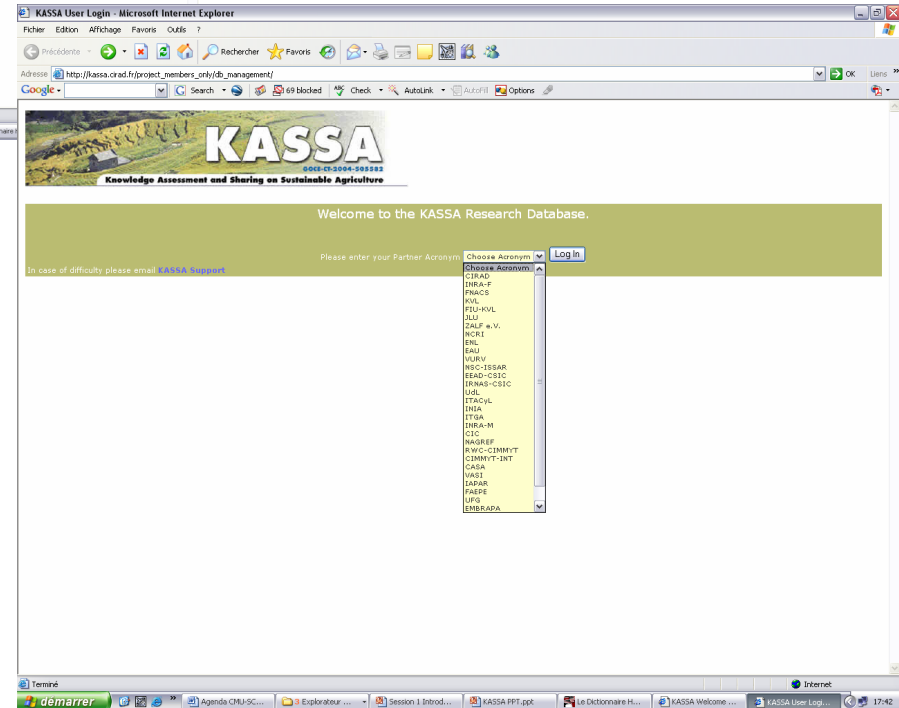 KASSA User Login - Microsoft Internet Explorer
Fichier Edition Affichage Favoris Outils ?
Précédente Rechercher Favoris
Adresse http://kassa.cirad.fr/project_members_only/db_management/ OK Liens »
Google Search 69 blocked Check AutoLink AutoFill Options
KASSA
GOCE-CT-2004-505582
Knowledge Assessment and Sharing on Sustainable Agriculture
Welcome to the KASSA Research Database.
Please enter your Partner Acronym Choose Acronym Log In
In case of difficulty please email KASSA Support
Choose Acronym
CIRAD
INRA-F
FNACS
KVL
FIU-KVL
JLU
ZALF e.V.
NCRI
ENL
EAU
VURV
NSC-ISSAR
EEAD-CSIC
IRNAS-CSIC
UdL
ITACyL
INIA
ITGA
INRA-M
CIC
NAGREF
RWC-CIMMYT
CIMMYT-INT
CASA
VASI
IAPAR
FAEPE
UFG
EMBRAPA
Terminé Internet
démarrer » Agenda CMU-SC... 3 Explorateur ... Session 1 Introd... KASSA PPT.ppt Le Dictionnaire H... KASSA Welcome ... KASSA User Logi... 17:42